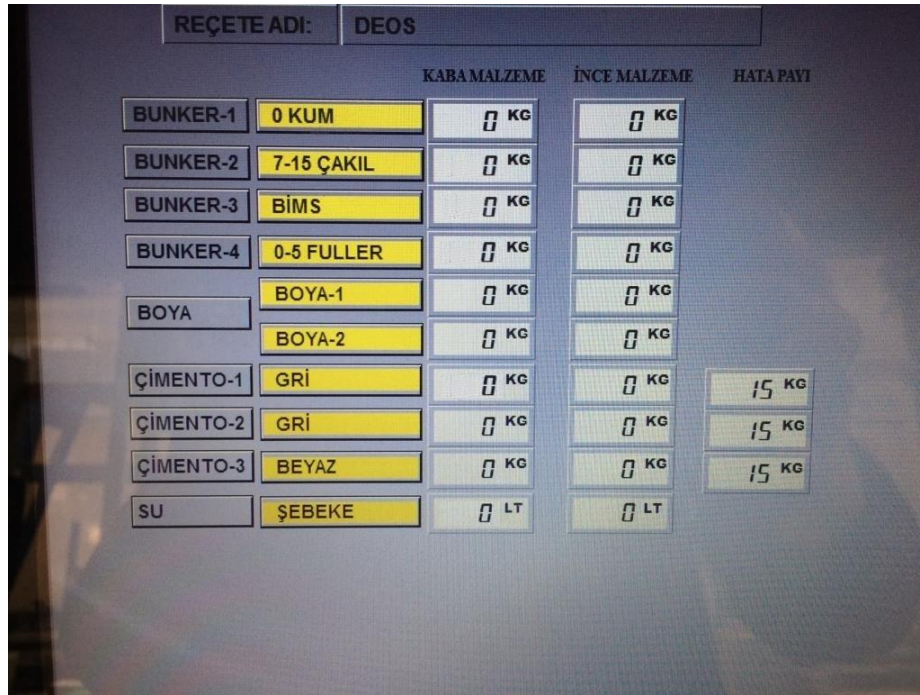 REÇETE ADI: DEOS
KABA MALZEME İNCE MALZEME HATA PAYI
BUNKER-1 0 KUM 0 KG 0 KG
BUNKER-2 7-15 ÇAKIL 0 KG 0 KG
BUNKER-3 BİMS 0 KG 0 KG
BUNKER-4 0-5 FULLER 0 KG 0 KG
BOYA BOYA-1 0 KG 0 KG
BOYA-2 0 KG 0 KG
ÇİMENTO-1 GRİ 0 KG 0 KG 15 KG
ÇİMENTO-2 GRİ 0 KG 0 KG 15 KG
ÇİMENTO-3 BEYAZ 0 KG 0 KG 15 KG
SU ŞEBEKE 0 LT 0 LT